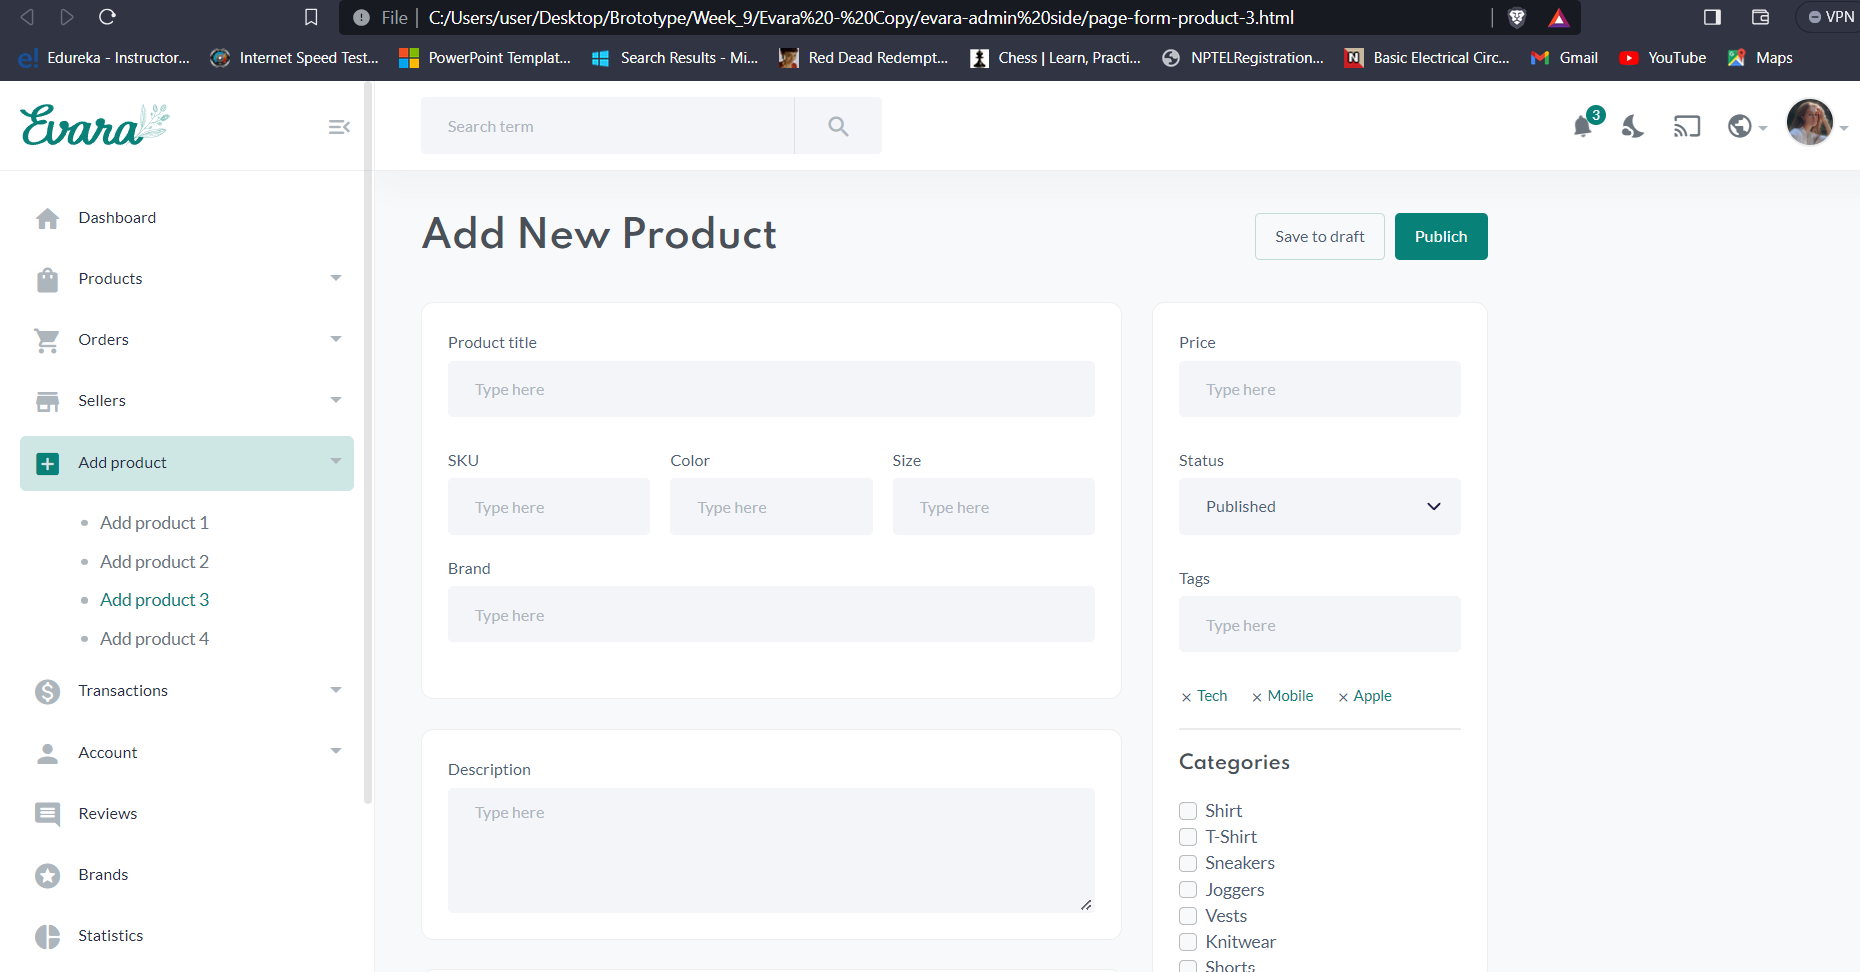 File C:/Users/user/Desktop/Brototype/Week_9/Evara%20-%20Copy/evara-admin%20side/page-form-product-3.html VPN
Edureka - Instructor... Internet Speed Test... PowerPoint Templat... Search Results - Mi... Red Dead Redempt... Chess | Learn, Practi... NPTELRegistration... Basic Electrical Circ... Gmail YouTube Maps
Evara
Search term
3
Dashboard
Products
Orders
Sellers
Add product
Add product 1
Add product 2
Add product 3
Add product 4
Transactions
Account
Reviews
Brands
Statistics
Add New Product
Save to draft
Publich
Product title
Type here
SKU Color Size
Type here Type here Type here
Brand
Type here
Description
Type here
Price
Type here
Status
Published
Tags
Type here
× Tech × Mobile × Apple
Categories
Shirt
T-Shirt
Sneakers
Joggers
Vests
Knitwear
Shorts